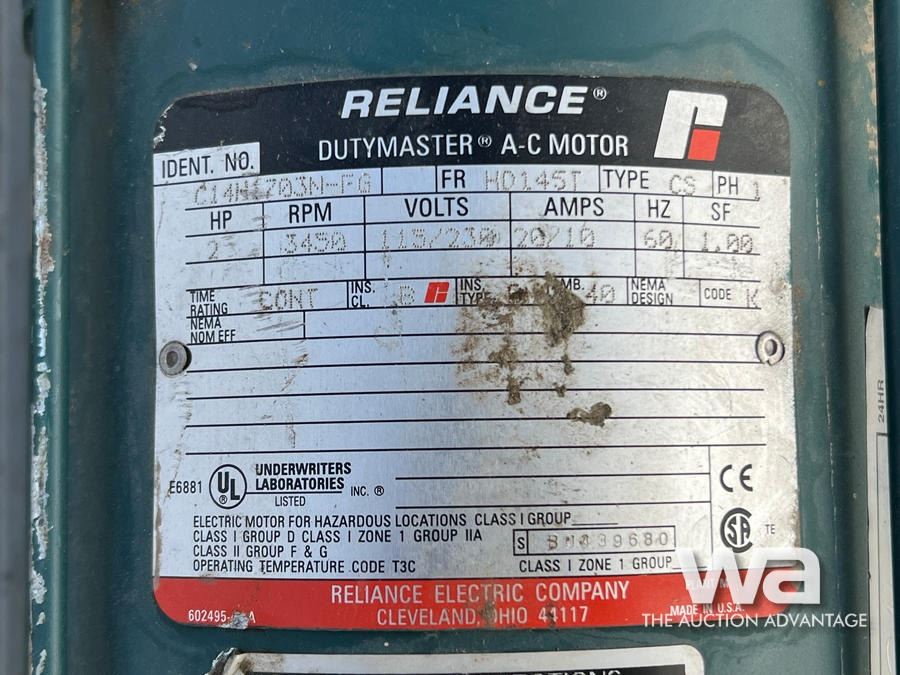 RELIANCE ®
DUTYMASTER ® A-C MOTOR
IDENT. NO. FR HD14ST TYPE CS PH 1
HP RPM VOLTS AMPS HZ SF
2 3450 115/230 20/10 60 1.00
TIME RATING CONT INS. CL. B INS. TYPE 40 NEMA DESIGN CODE K
NEMA NOM EFF
E6881 UL UNDERWRITERS LABORATORIES INC. ® LISTED
CE
ELECTRIC MOTOR FOR HAZARDOUS LOCATIONS CLASS I GROUP
CLASS I GROUP D CLASS I ZONE 1 GROUP IIA
CLASS II GROUP F & G
OPERATING TEMPERATURE CODE T3C
S
CLASS I ZONE 1 GROUP
TE
RELIANCE ELECTRIC COMPANY
CLEVELAND, OHIO 44117
MADE IN U.S.A.
24HR
wa
THE AUCTION ADVANTAGE